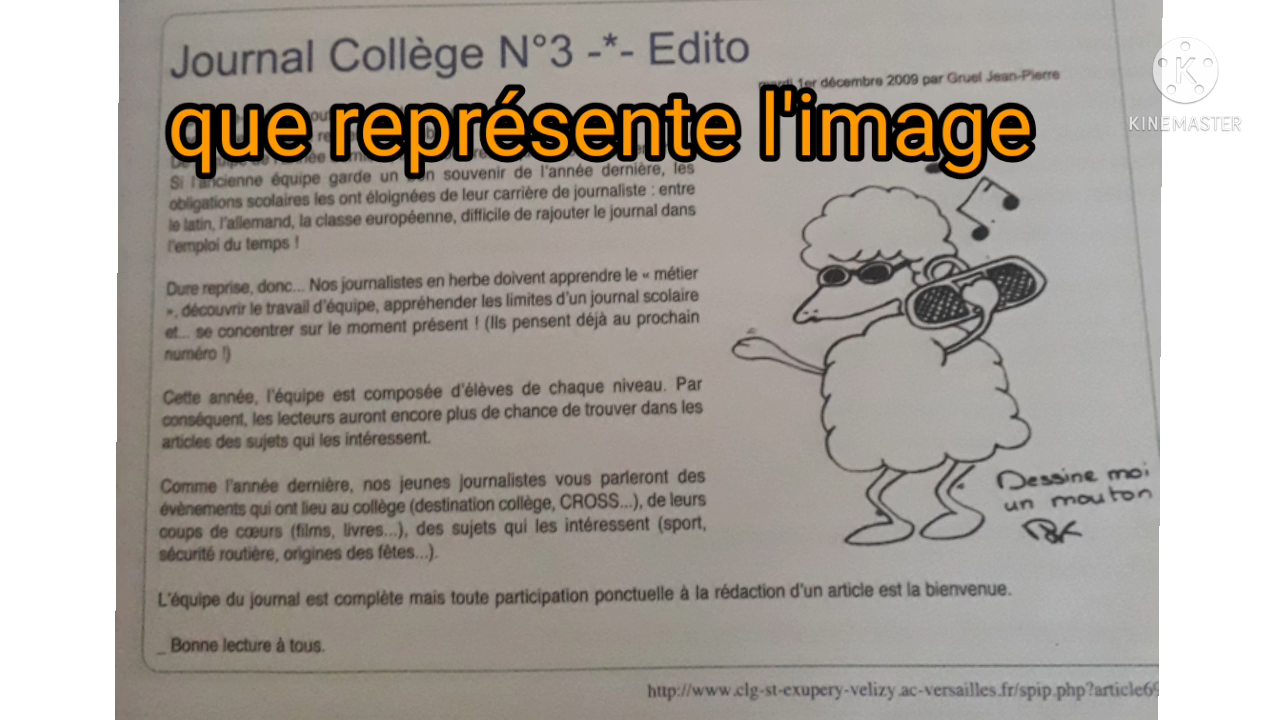 Journal Collège N°3 -*- Edito
1er décembre 2009 par Gruel Jean-Pierre
KINEMASTER
que représente l'image
Si l'ancienne équipe garde un bon souvenir de l'année dernière, les
obligations scolaires les ont éloignées de leur carrière de journaliste : entre
le latin, l'allemand, la classe européenne, difficile de rajouter le journal dans
l'emploi du temps !
Dure reprise, donc... Nos journalistes en herbe doivent apprendre le « métier
», découvrir le travail d'équipe, appréhender les limites d'un journal scolaire
et... se concentrer sur le moment présent ! (Ils pensent déjà au prochain
numéro !)
Cette année, l'équipe est composée d'élèves de chaque niveau. Par
conséquent, les lecteurs auront encore plus de chance de trouver dans les
articles des sujets qui les intéressent.
Comme l'année dernière, nos jeunes journalistes vous parleront des
évènements qui ont lieu au collège (destination collège, CROSS...), de leurs
coups de cœurs (films, livres...), des sujets qui les intéressent (sport,
sécurité routière, origines des fêtes...).
Dessine moi
un mouton
L'équipe du journal est complète mais toute participation ponctuelle à la rédaction d'un article est la bienvenue.
_ Bonne lecture à tous.
http://www.clg-st-exupery-velizy.ac-versailles.fr/spip.php?article69